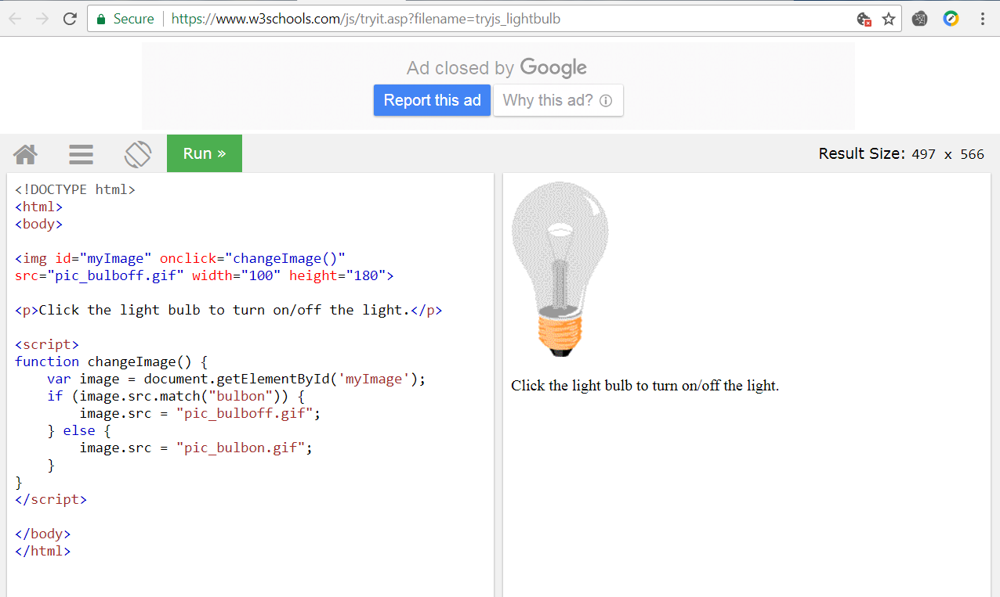 Secure https://www.w3schools.com/js/tryit.asp?filename=tryjs_lightbulb
Ad closed by Google
Report this ad Why this ad?
Run » Result Size: 497 x 566
<!DOCTYPE html>
<html>
<body>
<img id="myImage" onclick="changeImage()"
src="pic_bulboff.gif" width="100" height="180">
<p>Click the light bulb to turn on/off the light.</p>
<script>
function changeImage() {
    var image = document.getElementById('myImage');
    if (image.src.match("bulbon")) {
        image.src = "pic_bulboff.gif";
    } else {
        image.src = "pic_bulbon.gif";
    }
}
</script>
</body>
</html>
Click the light bulb to turn on/off the light.